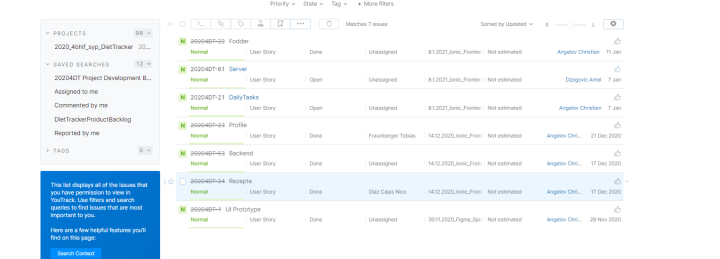 Priority State Tag + More filters
PROJECTS 96
2020_4bhif_syp_DietTracker 20...
SAVED SEARCHES 12
20204DT Project Development B...
Assigned to me
Commented by me
DietTrackerProductBacklog
Reported by me
TAGS 0
This list displays all of the issues that
you have permission to view in
YouTrack. Use filters and search
queries to find issues that are most
important to you.
Here are a few helpful features you'll
find on this page:
Search Context
Matches 7 issues Sorted by Updated S L
N 20204DT-22 Fodder
Normal User Story Done Unassigned 8.1.2021_Ionic_Frontei Not estimated Angelov Christian 11 Jan
N 20204DT-61 Server
Normal User Story Open Unassigned 8.1.2021_Ionic_Frontei Not estimated Dzogovic Amel 7 Jan
N 20204DT-21 DailyTasks
Normal User Story Open Unassigned 8.1.2021_Ionic_Frontei Not estimated Angelov Christian 7 Jan
N 20204DT-23 Profile
Normal User Story Done Fraunberger Tobias 14.12.2020_Ionic_Fron Not estimated Angelov Chri... 21 Dec 2020
N 20204DT-53 Backend
Normal User Story Done Unassigned 14.12.2020_Ionic_Fron Not estimated Angelov Chri... 17 Dec 2020
20204DT-24 Rezepte
Normal User Story Done Diaz Cajas Nico 14.12.2020_Ionic_Fron Not estimated Angelov Chri... 17 Dec 2020
N 20204DT-1 UI Prototype
Normal User Story Done Unassigned 30.11.2020_Figma_Spr Not estimated Angelov Chri... 28 Nov 2020